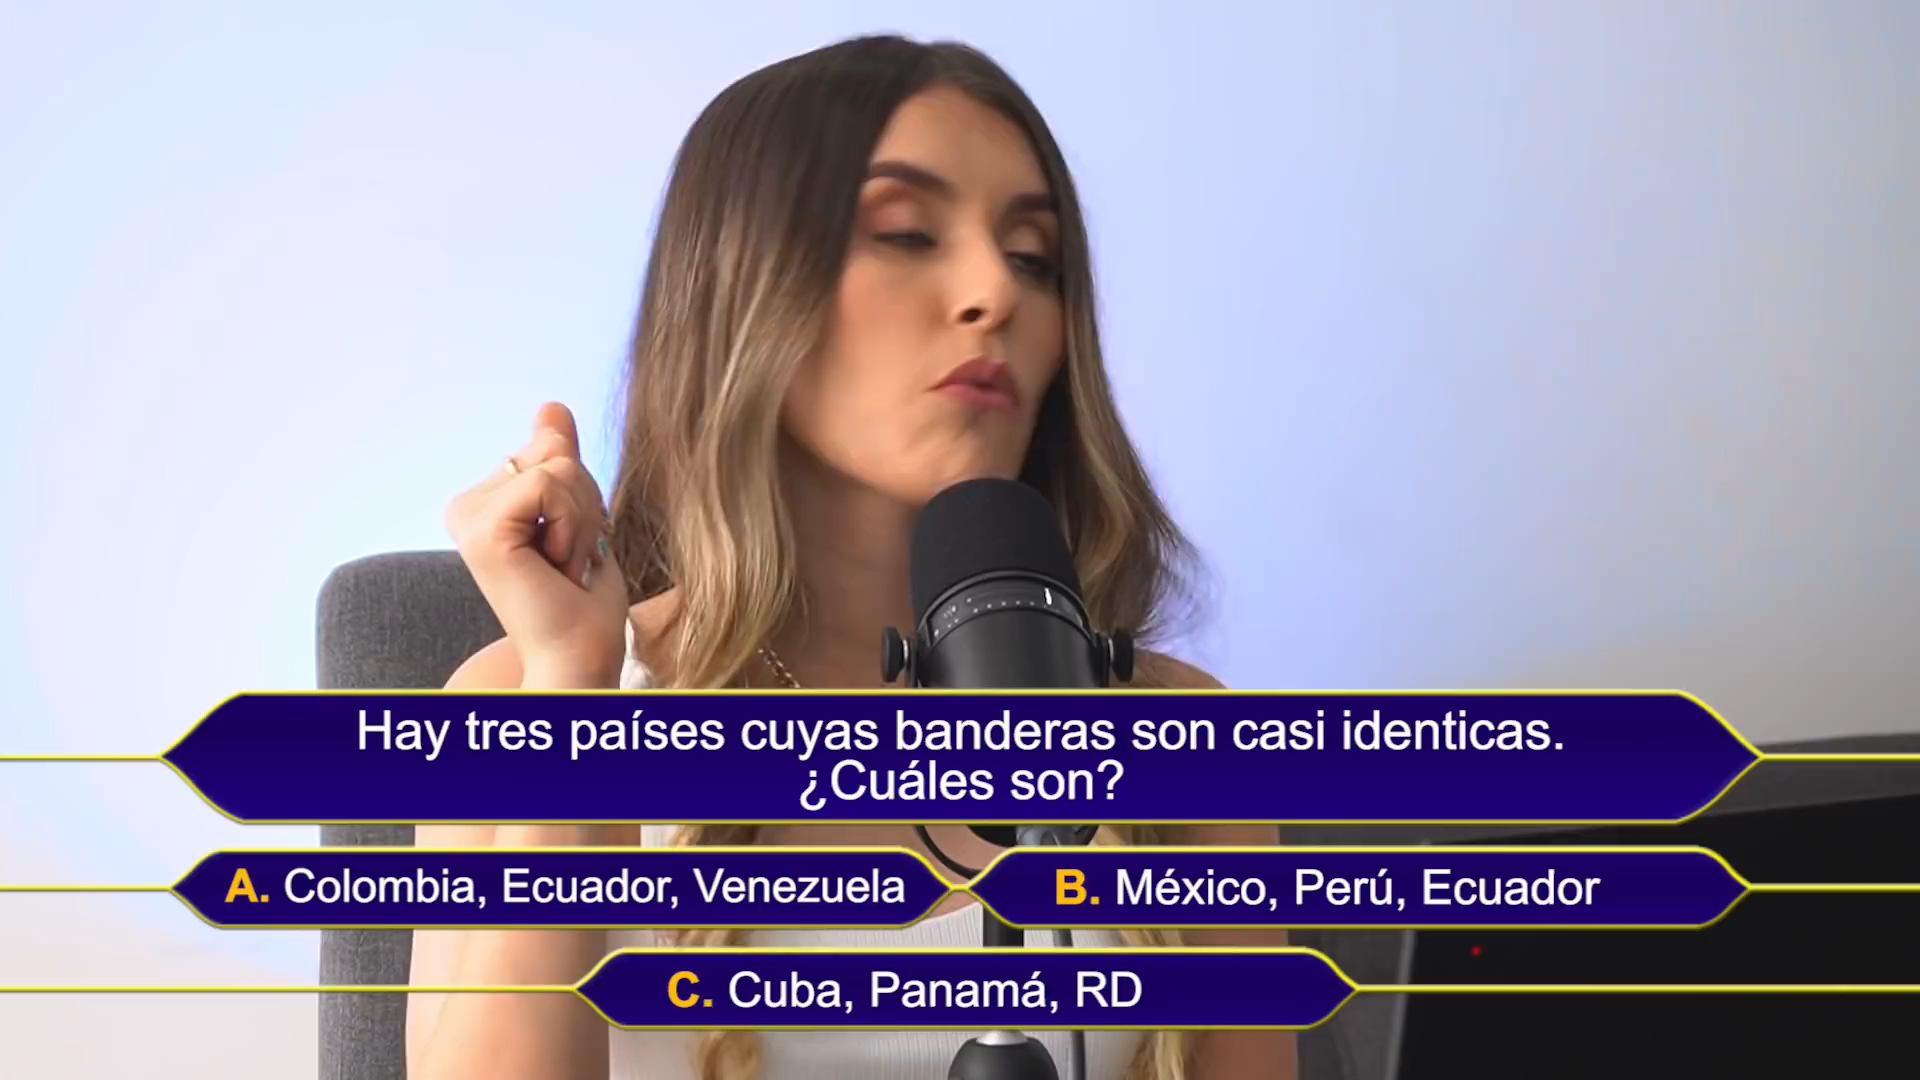 Hay tres países cuyas banderas son casi identicas.
¿Cuáles son?
A. Colombia, Ecuador, Venezuela
B. México, Perú, Ecuador
C. Cuba, Panamá, RD